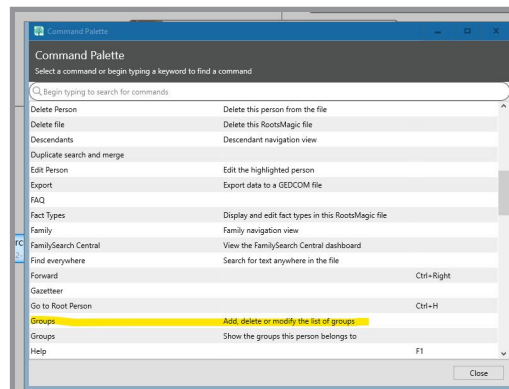 Command Palette
Command Palette
Select a command or begin typing a keyword to find a command
Begin typing to search for commands
Delete Person Delete this person from the file
Delete file Delete this RootsMagic file
Descendants Descendant navigation view
Duplicate search and merge
Edit Person Edit the highlighted person
Export Export data to a GEDCOM file
FAQ
Fact Types Display and edit fact types in this RootsMagic file
Family Family navigation view
FamilySearch Central View the FamilySearch Central dashboard
Find everywhere Search for text anywhere in the file
Forward Ctrl+Right
Gazetteer
Go to Root Person Ctrl+H
Groups Add, delete or modify the list of groups
Groups Show the groups this person belongs to
Help F1
Close
rc
2-